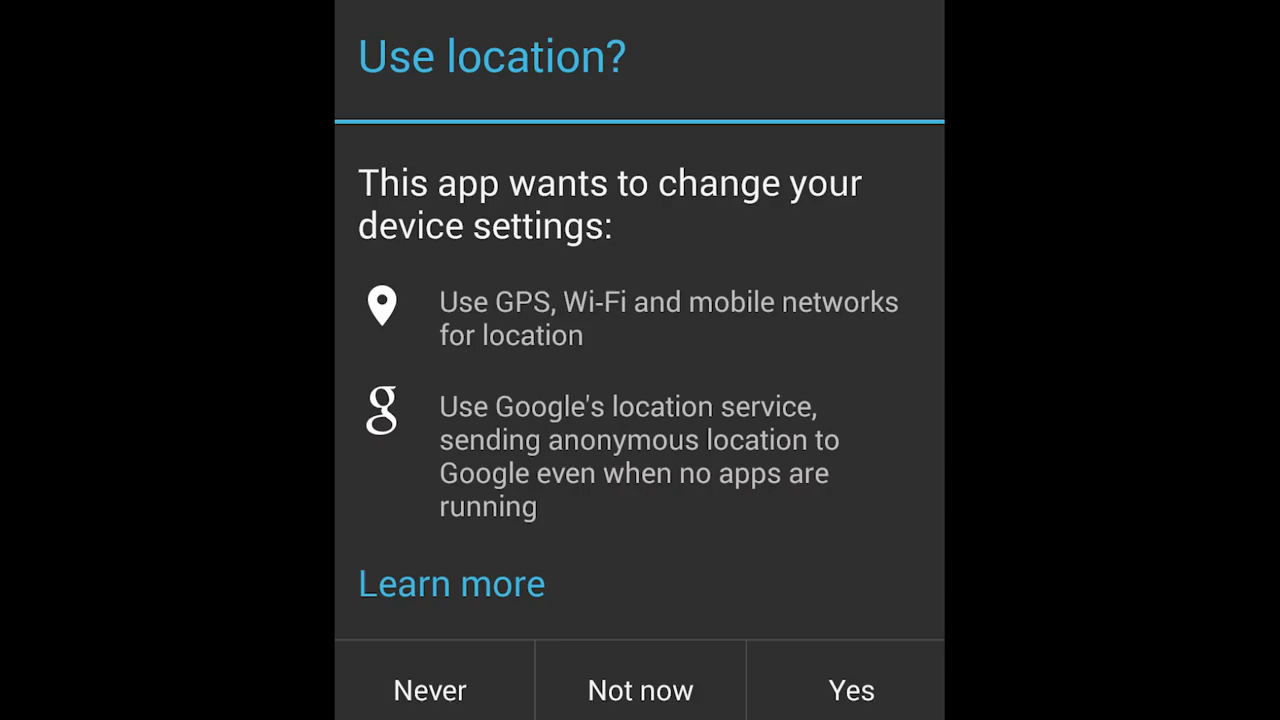 Use location?
This app wants to change your
device settings:
Use GPS, Wi-Fi and mobile networks
for location
g
Use Google's location service,
sending anonymous location to
Google even when no apps are
running
Learn more
Never
Not now
Yes